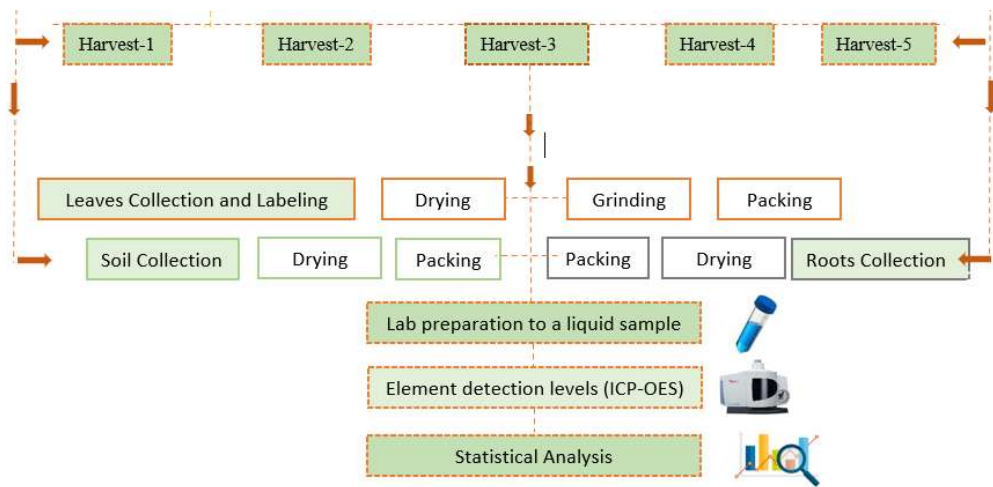 Harvest-1
Harvest-2
Harvest-3
Harvest-4
Harvest-5
Leaves Collection and Labeling
Drying
Grinding
Packing
Soil Collection
Drying
Packing
Packing
Drying
Roots Collection
Lab preparation to a liquid sample
Element detection levels (ICP-OES)
Statistical Analysis